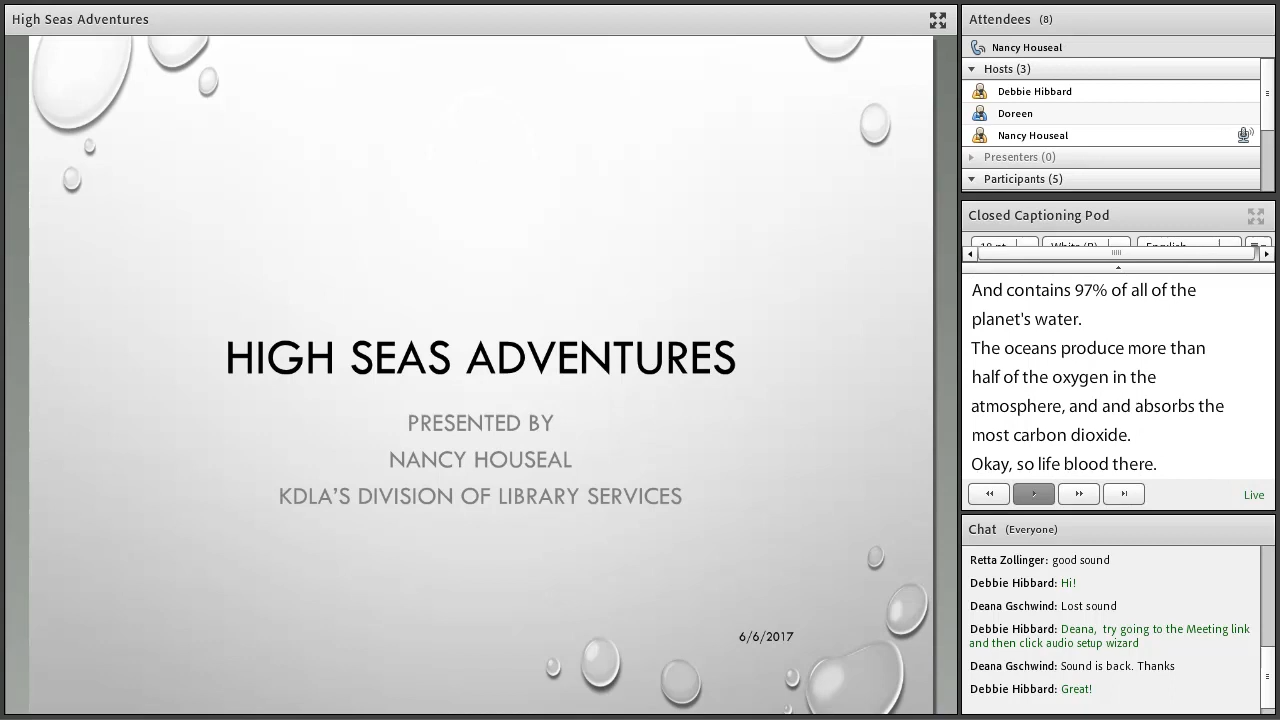 High Seas Adventures
HIGH SEAS ADVENTURES
PRESENTED BY
NANCY HOUSEAL
KDLA'S DIVISION OF LIBRARY SERVICES
6/6/2017
Attendees (8)
Nancy Houseal
Hosts (3)
Debbie Hibbard
Doreen
Nancy Houseal
Presenters (0)
Participants (5)
Closed Captioning Pod
And contains 97% of all of the
planet's water.
The oceans produce more than
half of the oxygen in the
atmosphere, and and absorbs the
most carbon dioxide.
Okay, so life blood there.
Live
Chat (Everyone)
Retta Zollinger: good sound
Debbie Hibbard: Hi!
Deana Gschwind: Lost sound
Debbie Hibbard: Deana, try going to the Meeting link
and then click audio setup wizard
Deana Gschwind: Sound is back. Thanks
Debbie Hibbard: Great!